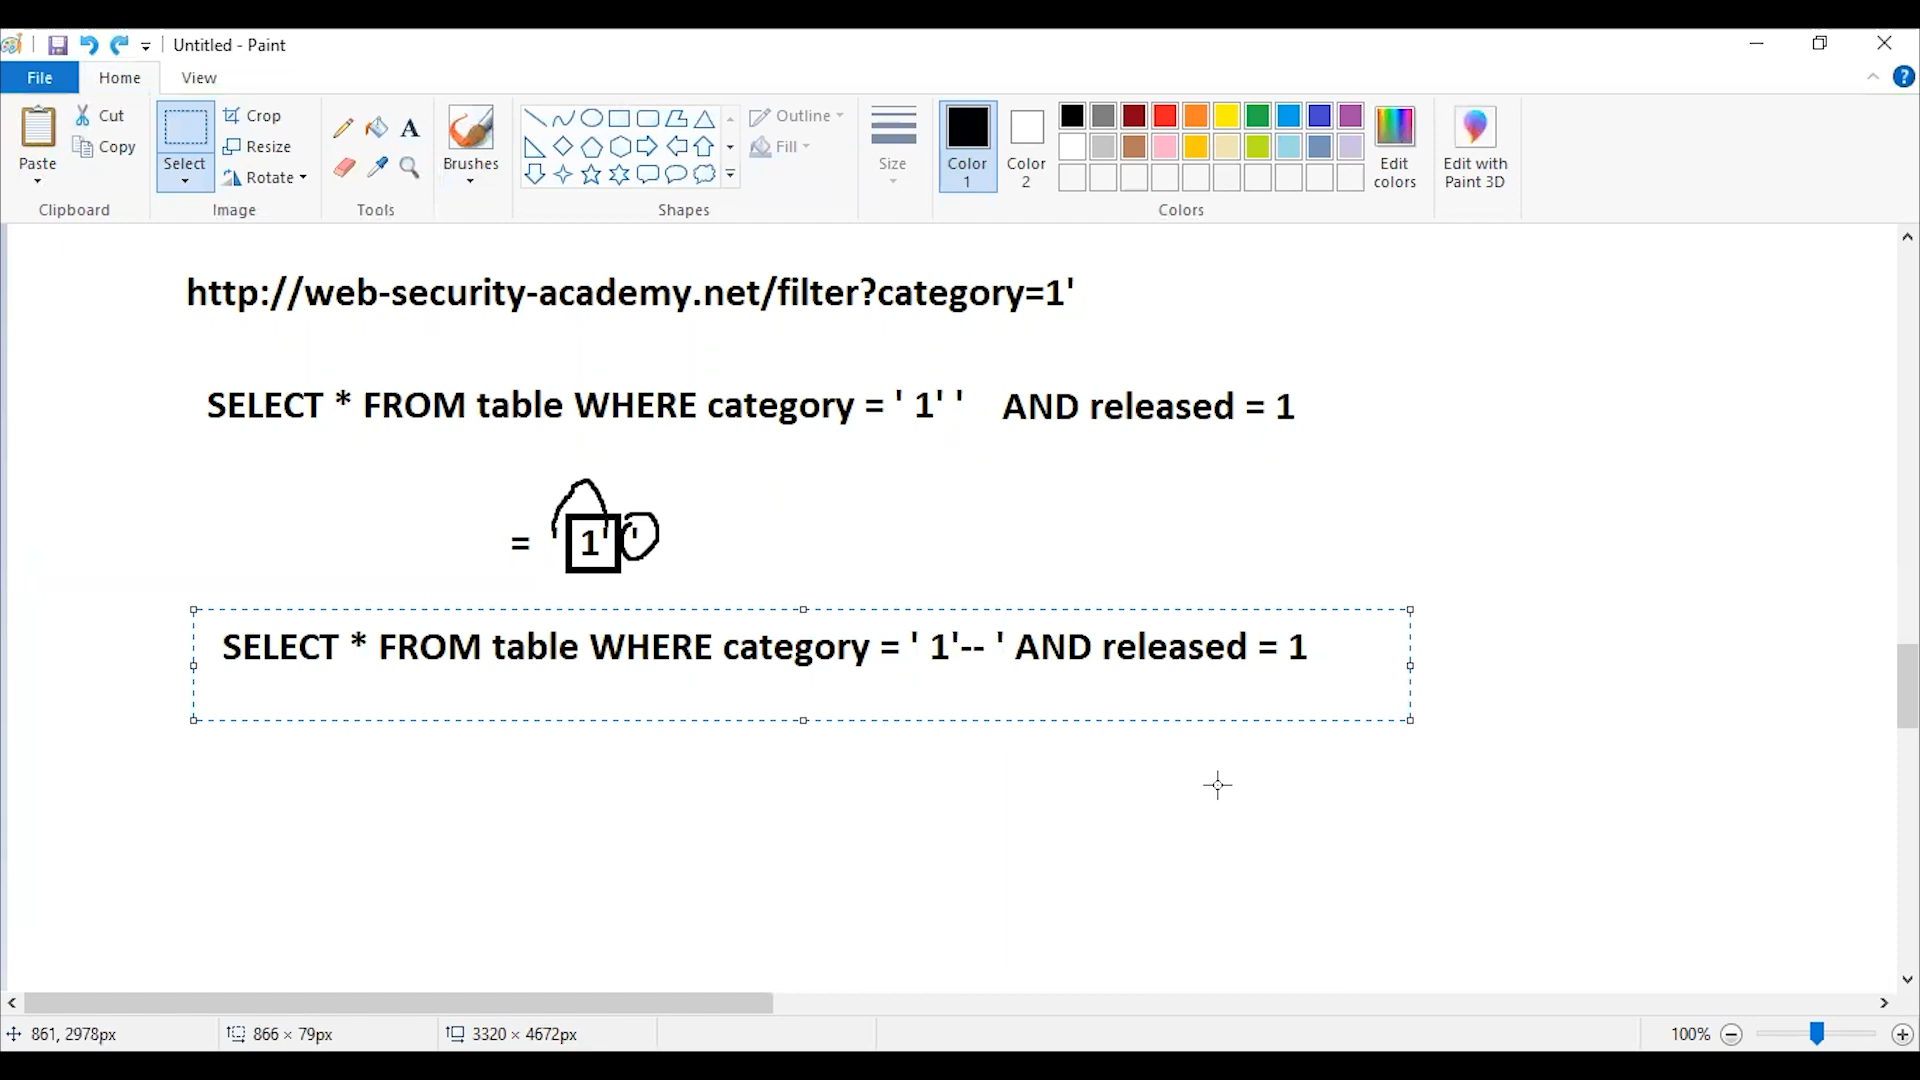 Untitled - Paint
File Home View
Paste Cut Copy Clipboard
Select Crop Resize Rotate Image
Tools
Brushes
Shapes Outline Fill
Size
Color 1 Color 2 Edit colors Colors
Edit with Paint 3D
http://web-security-academy.net/filter?category=1'
SELECT * FROM table WHERE category = ' 1' ' AND released = 1
= ' 1' '
SELECT * FROM table WHERE category = ' 1'-- ' AND released = 1
861, 2978px 866 × 79px 3320 × 4672px 100%